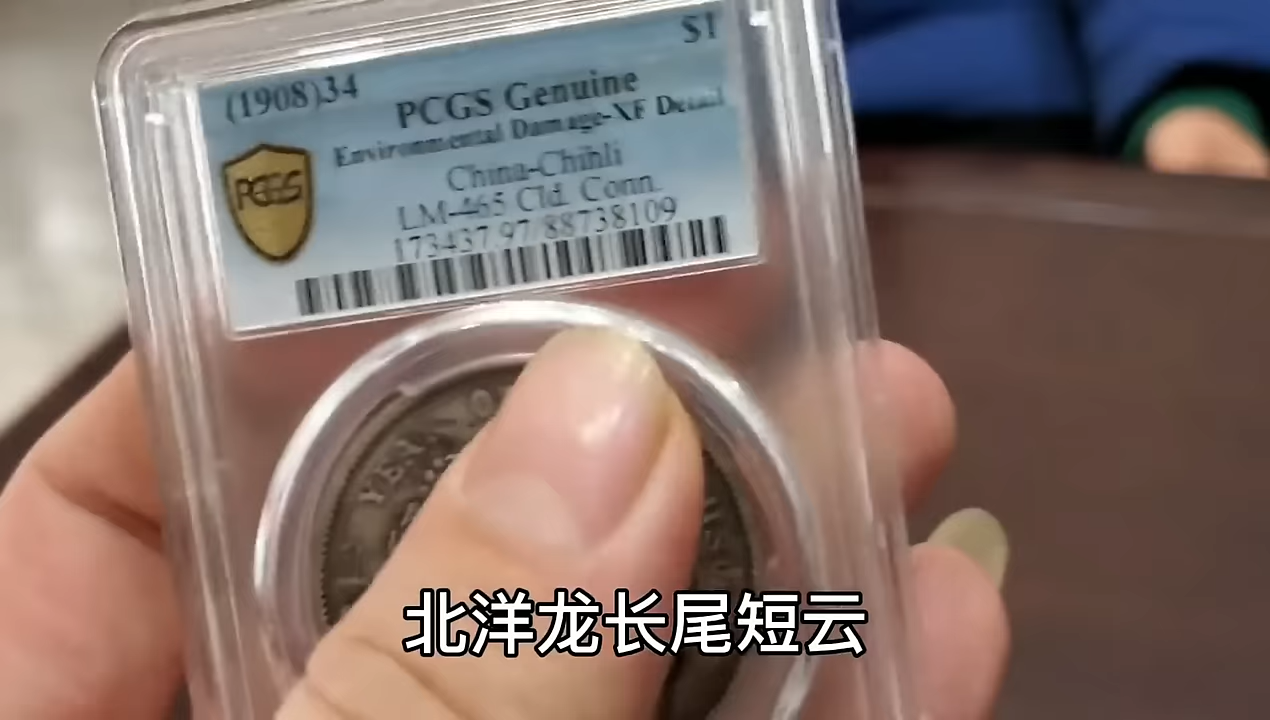 (1908)34
$1
PCGS Genuine
Environmental Damage-XF Detail
China-Chihli
LM-465 Cld. Conn.
173437.97/88738109
PCGS
YEN
北洋龙长尾短云